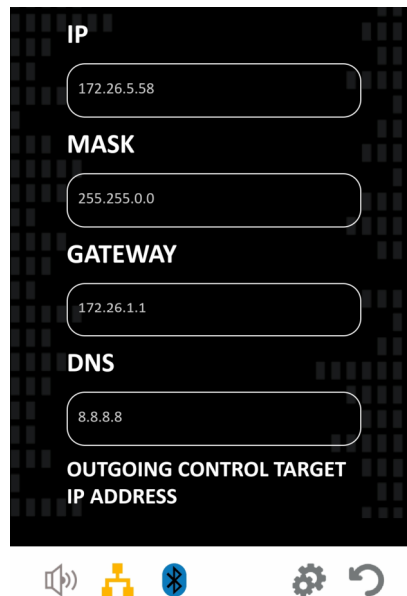 IP
172.26.5.58
MASK
255.255.0.0
GATEWAY
172.26.1.1
DNS
8.8.8.8
OUTGOING CONTROL TARGET
IP ADDRESS